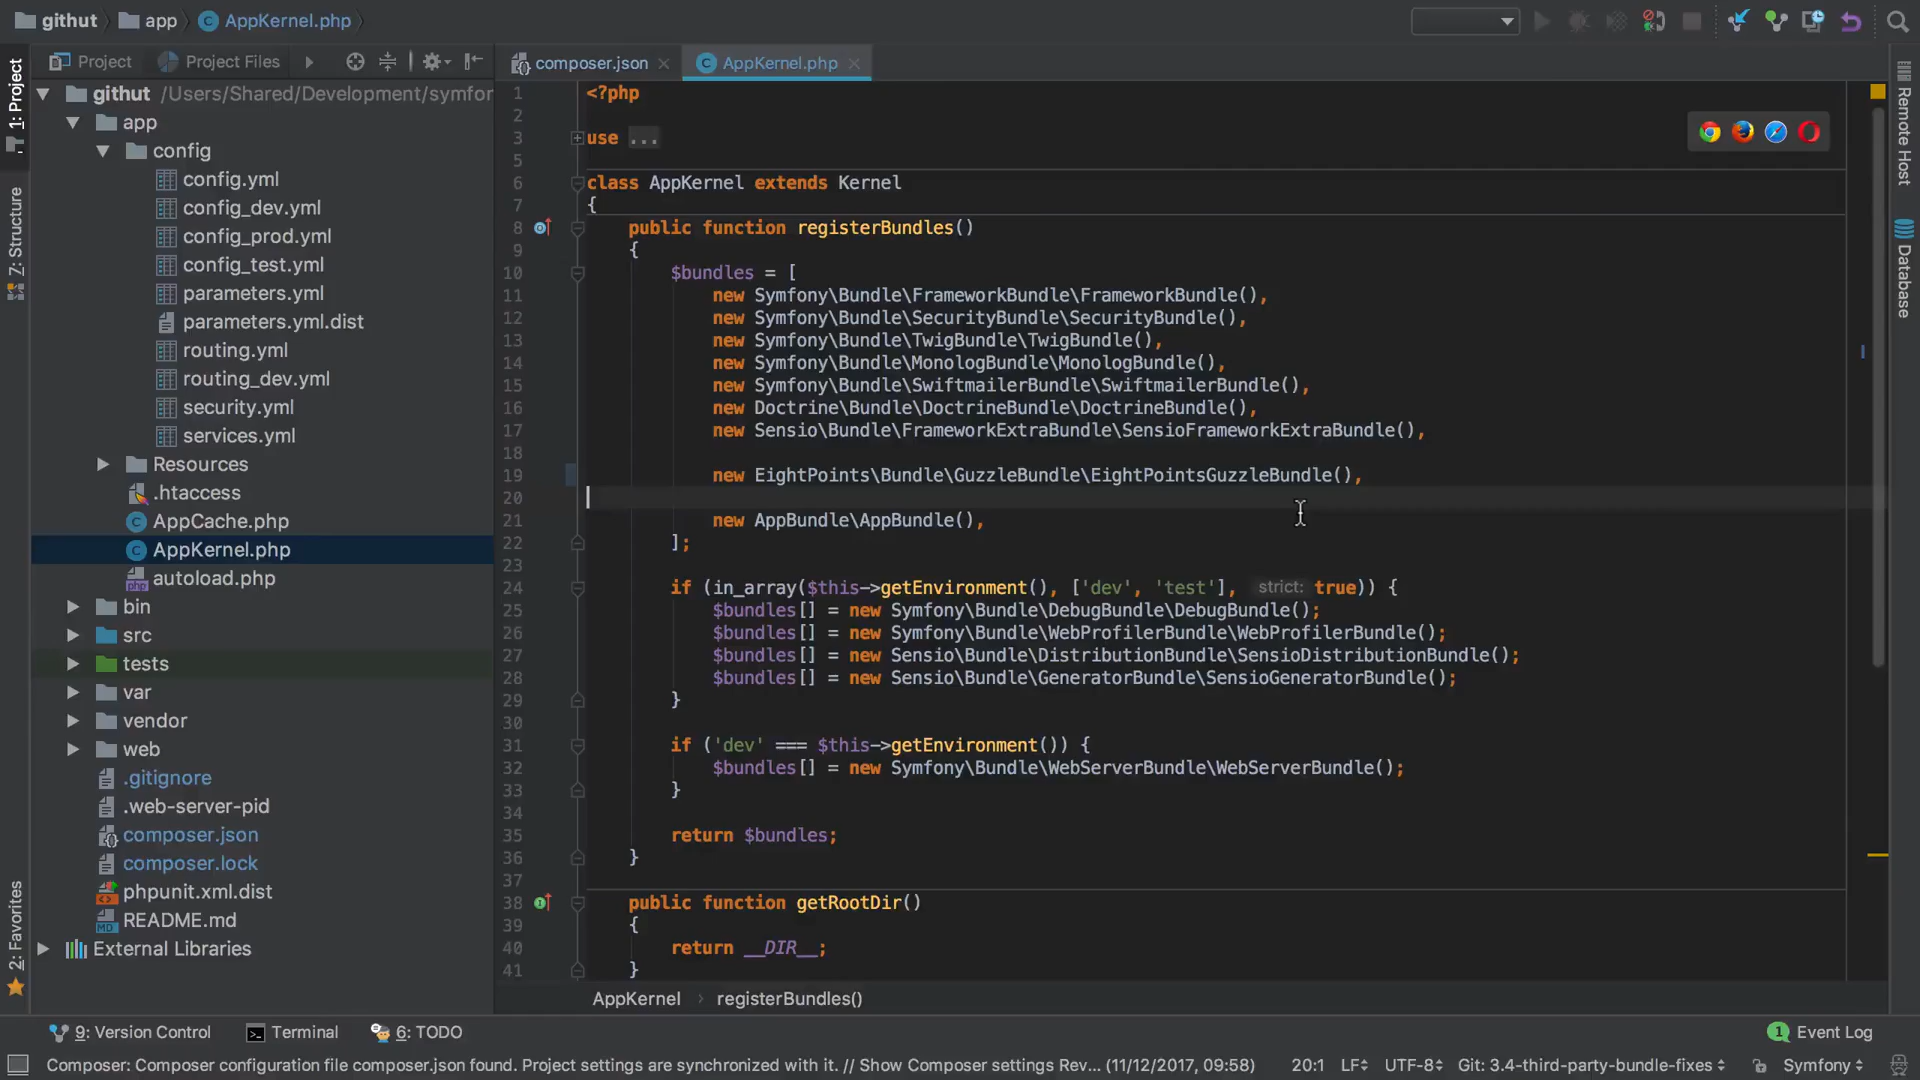 githut app AppKernel.php
Project Project Files
composer.json AppKernel.php
1: Project
7: Structure
2: Favorites
githut /Users/Shared/Development/symfor
app
config
config.yml
config_dev.yml
config_prod.yml
config_test.yml
parameters.yml
parameters.yml.dist
routing.yml
routing_dev.yml
security.yml
services.yml
Resources
.htaccess
AppCache.php
AppKernel.php
autoload.php
bin
src
tests
var
vendor
web
.gitignore
.web-server-pid
composer.json
composer.lock
phpunit.xml.dist
README.md
External Libraries
1 <?php
2
3 use ...
5
6 class AppKernel extends Kernel
7 {
8 public function registerBundles()
9 {
10 $bundles = [
11 new Symfony\Bundle\FrameworkBundle\FrameworkBundle(),
12 new Symfony\Bundle\SecurityBundle\SecurityBundle(),
13 new Symfony\Bundle\TwigBundle\TwigBundle(),
14 new Symfony\Bundle\MonologBundle\MonologBundle(),
15 new Symfony\Bundle\SwiftmailerBundle\SwiftmailerBundle(),
16 new Doctrine\Bundle\DoctrineBundle\DoctrineBundle(),
17 new Sensio\Bundle\FrameworkExtraBundle\SensioFrameworkExtraBundle(),
18
19 new EightPoints\Bundle\GuzzleBundle\EightPointsGuzzleBundle(),
20
21 new AppBundle\AppBundle(),
22 ];
23
24 if (in_array($this->getEnvironment(), ['dev', 'test'], strict: true)) {
25 $bundles[] = new Symfony\Bundle\DebugBundle\DebugBundle();
26 $bundles[] = new Symfony\Bundle\WebProfilerBundle\WebProfilerBundle();
27 $bundles[] = new Sensio\Bundle\DistributionBundle\SensioDistributionBundle();
28 $bundles[] = new Sensio\Bundle\GeneratorBundle\SensioGeneratorBundle();
29 }
30
31 if ('dev' === $this->getEnvironment()) {
32 $bundles[] = new Symfony\Bundle\WebServerBundle\WebServerBundle();
33 }
34
35 return $bundles;
36 }
37
38 public function getRootDir()
39 {
40 return __DIR__;
41 }
AppKernel › registerBundles()
Remote Host
Database
9: Version Control Terminal 6: TODO
1 Event Log
Composer: Composer configuration file composer.json found. Project settings are synchronized with it. // Show Composer settings Rev... (11/12/2017, 09:58) 20:1 LF UTF-8 Git: 3.4-third-party-bundle-fixes Symfony